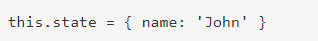 this.state = { name: 'John' }